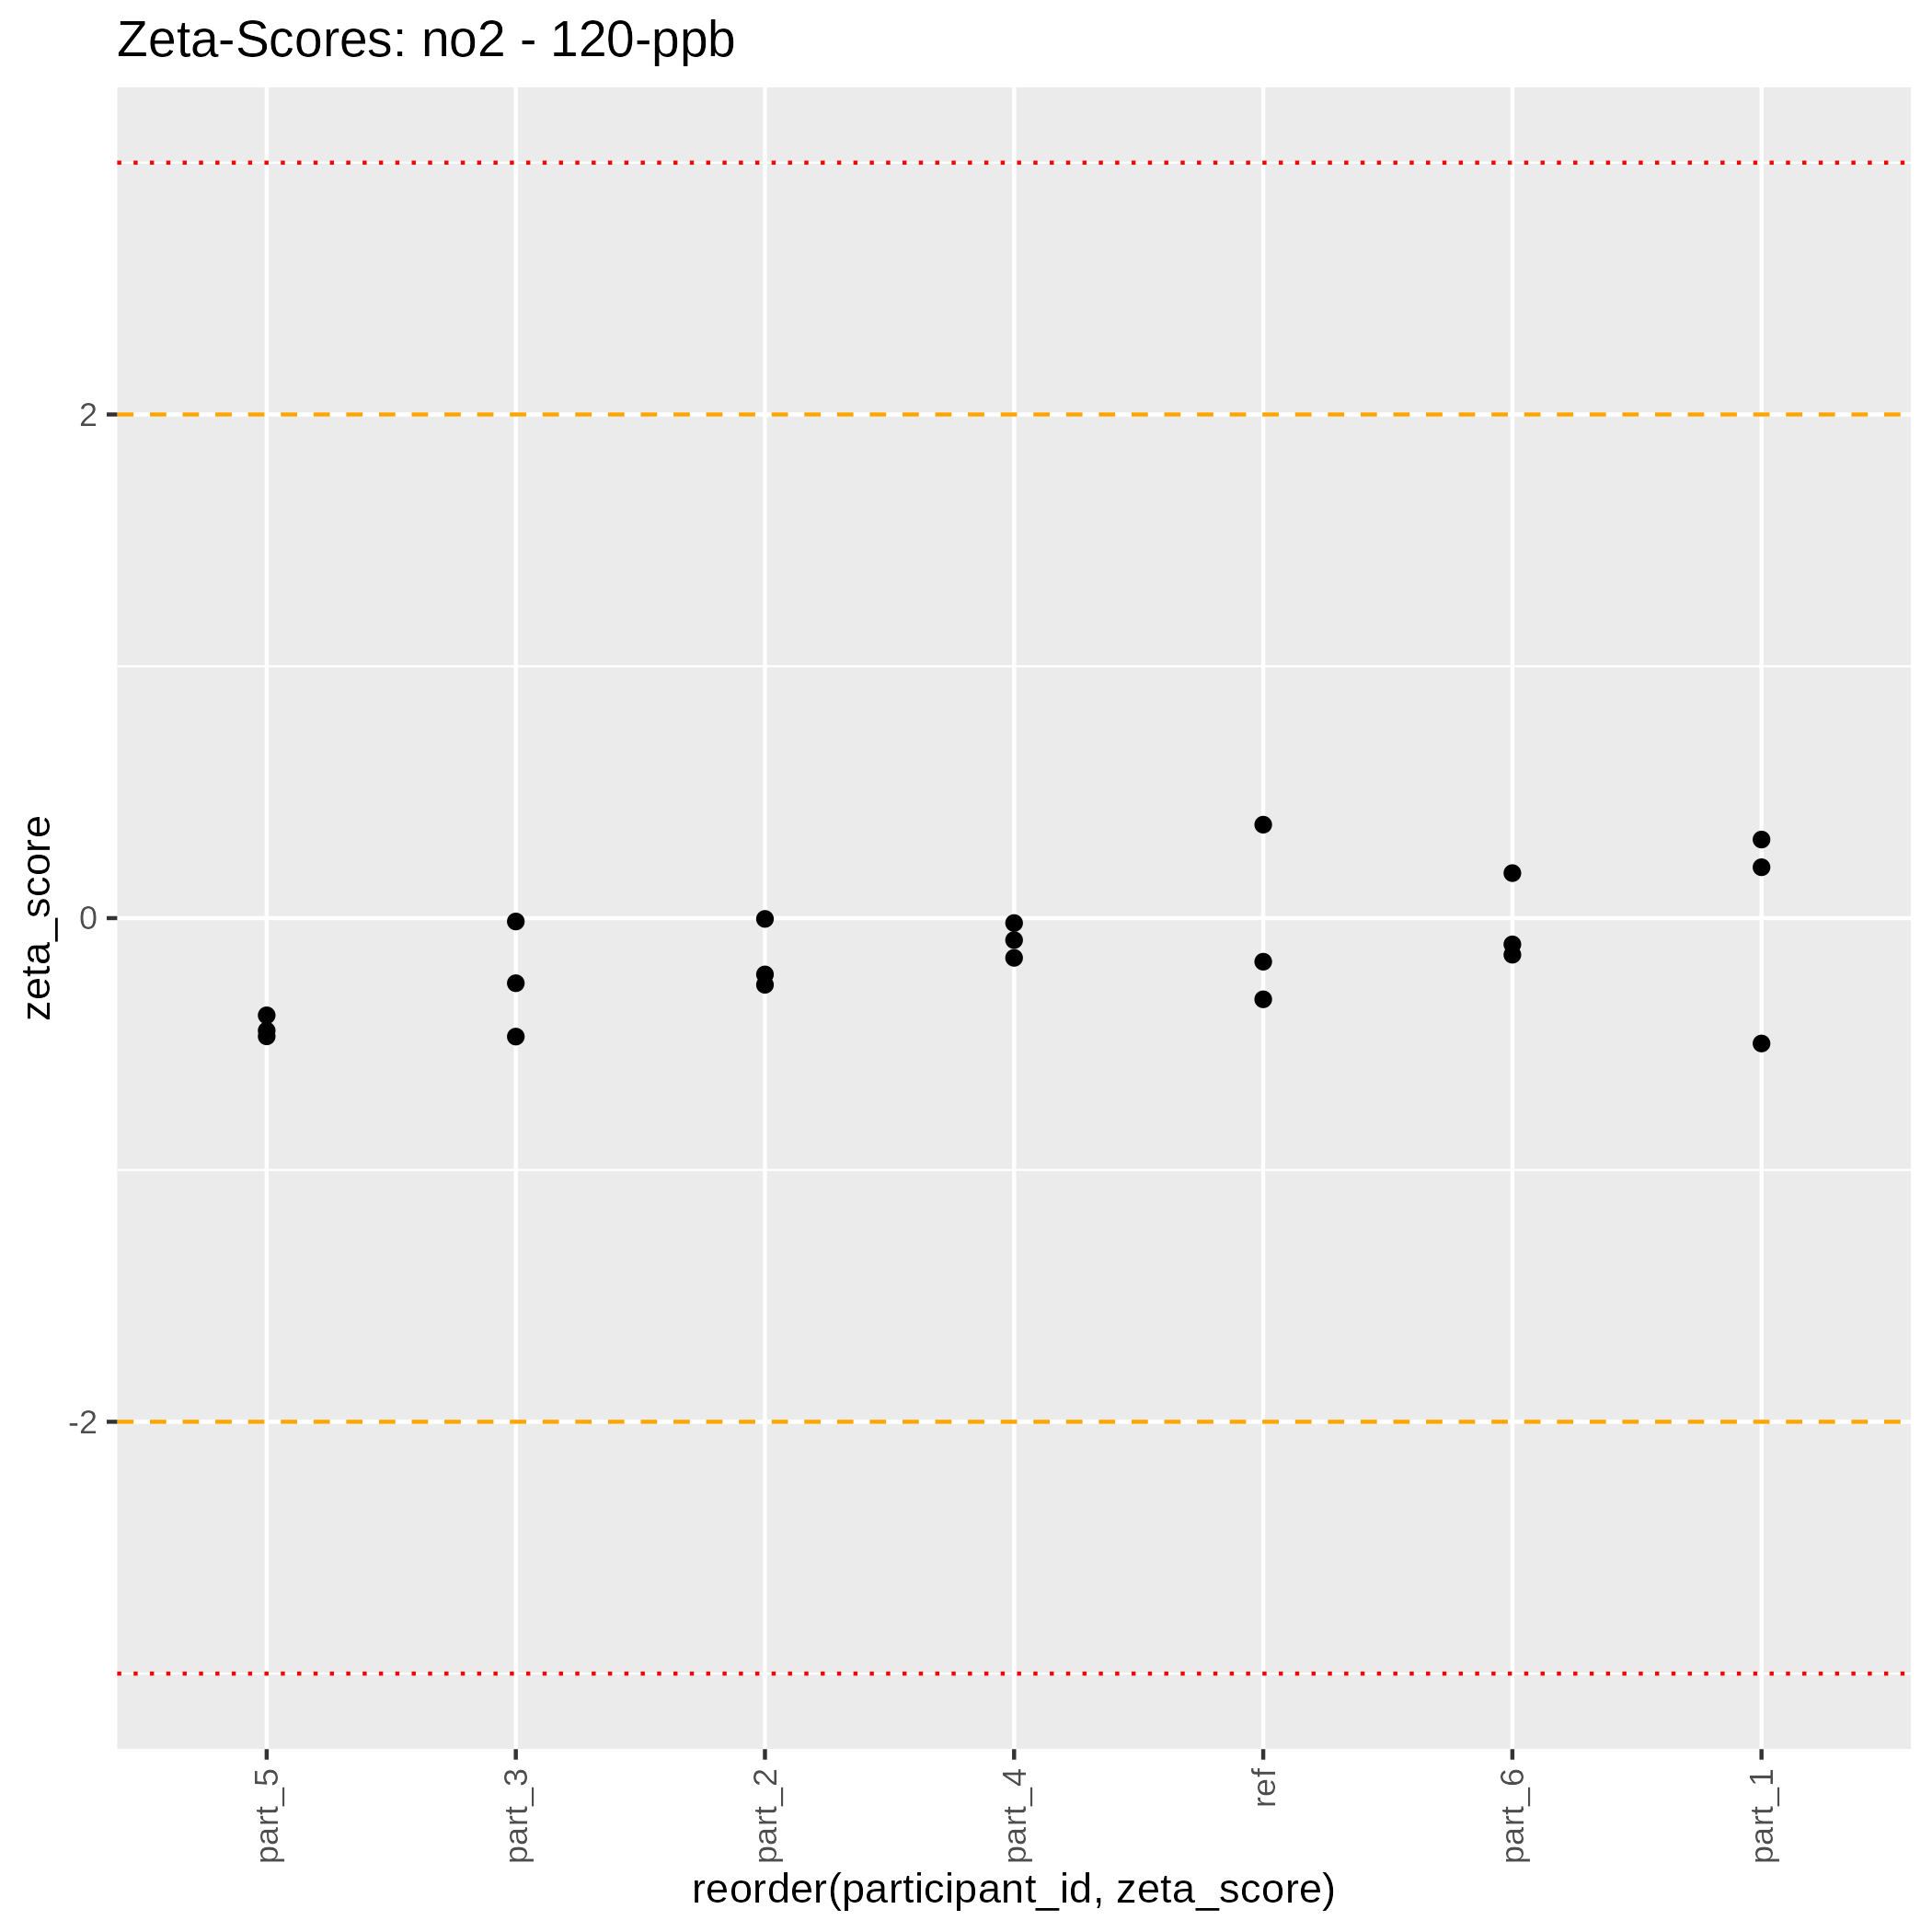 Zeta-Scores: no2 - 120-ppb
zeta_score
2
0
-2
part_5
part_3
part_2
part_4
ref
part_6
part_1
reorder(participant_id, zeta_score)